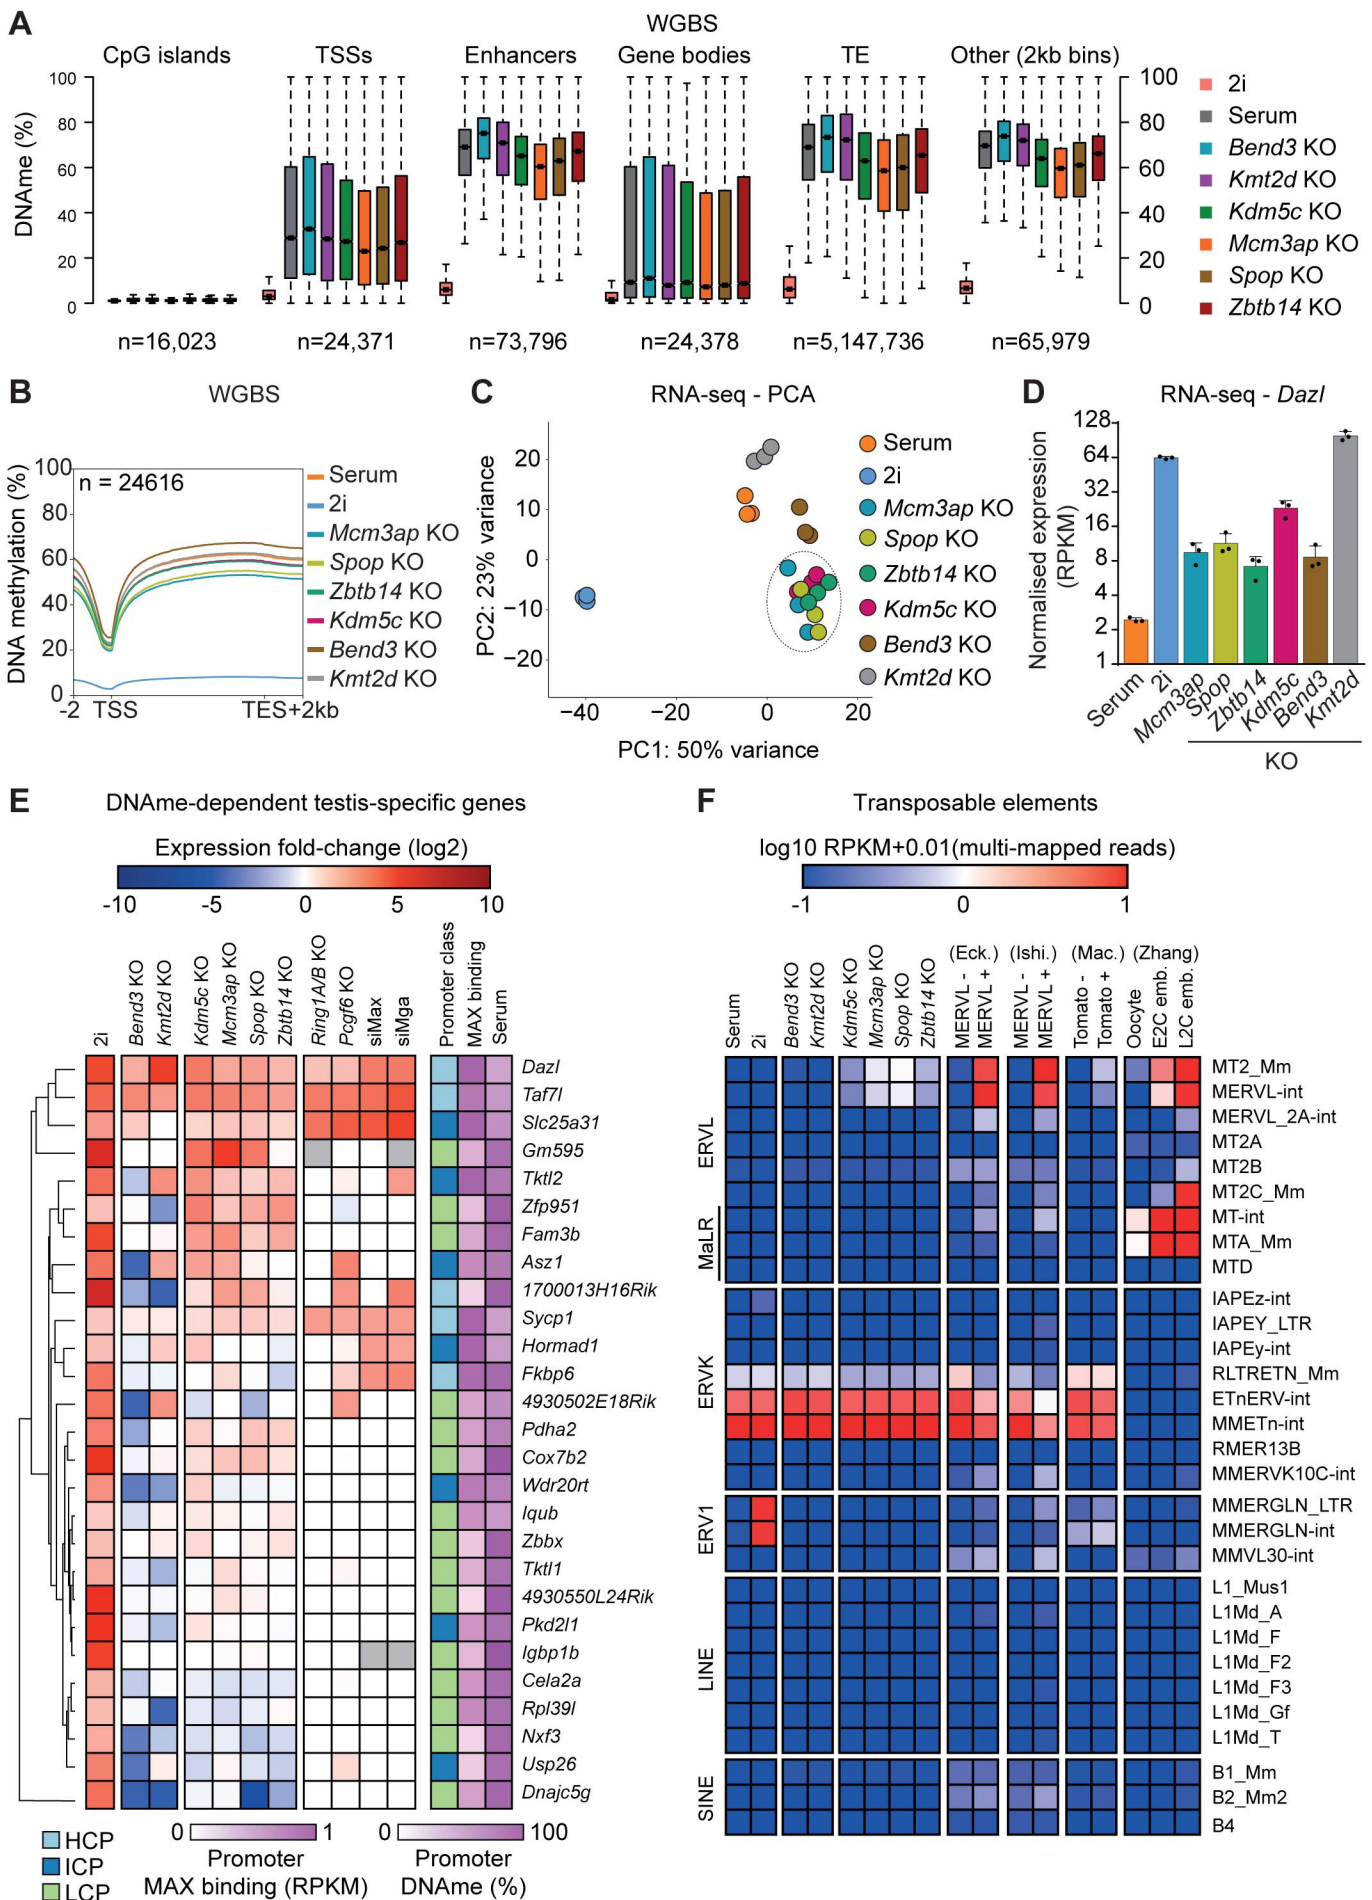 A
WGBS
CpG islands
TSSs
Enhancers
Gene bodies
TE
Other (2kb bins)
DNAme (%)
100
80
60
40
20
0
100
80
60
40
20
0
n=16,023
n=24,371
n=73,796
n=24,378
n=5,147,736
n=65,979
2i
Serum
Bend3 KO
Kmt2d KO
Kdm5c KO
Mcm3ap KO
Spop KO
Zbtb14 KO
B
WGBS
DNA methylation (%)
100
80
60
40
20
0
n = 24616
-2
TSS
TES+2kb
Serum
2i
Mcm3ap KO
Spop KO
Zbtb14 KO
Kdm5c KO
Bend3 KO
Kmt2d KO
C
RNA-seq - PCA
PC2: 23% variance
20
10
0
−10
−20
−40
−20
0
20
PC1: 50% variance
Serum
2i
Mcm3ap KO
Spop KO
Zbtb14 KO
Kdm5c KO
Bend3 KO
Kmt2d KO
D
RNA-seq - Dazl
Normalised expression
(RPKM)
128
64
32
16
8
4
2
1
Serum
2i
Mcm3ap
Spop
Zbtb14
Kdm5c
Bend3
Kmt2d
KO
E
DNAme-dependent testis-specific genes
Expression fold-change (log2)
-10
-5
0
5
10
2i
Bend3 KO
Kmt2d KO
Kdm5c KO
Mcm3ap KO
Spop KO
Zbtb14 KO
Ring1A/B KO
Pcgf6 KO
siMax
siMga
Promoter class
MAX binding
Serum
Dazl
Taf7l
Slc25a31
Gm595
Tktl2
Zfp951
Fam3b
Asz1
1700013H16Rik
Sycp1
Hormad1
Fkbp6
4930502E18Rik
Pdha2
Cox7b2
Wdr20rt
Iqub
Zbbx
Tktl1
4930550L24Rik
Pkd2l1
Igbp1b
Cela2a
Rpl39l
Nxf3
Usp26
Dnajc5g
HCP
ICP
LCP
0
1
Promoter
MAX binding (RPKM)
0
100
Promoter
DNAme (%)
F
Transposable elements
log10 RPKM+0.01(multi-mapped reads)
-1
0
1
(Eck.)
(Ishi.)
(Mac.)
(Zhang)
Serum
2i
Bend3 KO
Kmt2d KO
Kdm5c KO
Mcm3ap KO
Spop KO
Zbtb14 KO
MERVL -
MERVL +
MERVL -
MERVL +
Tomato -
Tomato +
Oocyte
E2C emb.
L2C emb.
ERVL
MaLR
ERVK
ERV1
LINE
SINE
MT2_Mm
MERVL-int
MERVL_2A-int
MT2A
MT2B
MT2C_Mm
MT-int
MTA_Mm
MTD
IAPEz-int
IAPEY_LTR
IAPEy-int
RLTRETN_Mm
ETnERV-int
MMETn-int
RMER13B
MMERVK10C-int
MMERGLN_LTR
MMERGLN-int
MMVL30-int
L1_Mus1
L1Md_A
L1Md_F
L1Md_F2
L1Md_F3
L1Md_Gf
L1Md_T
B1_Mm
B2_Mm2
B4